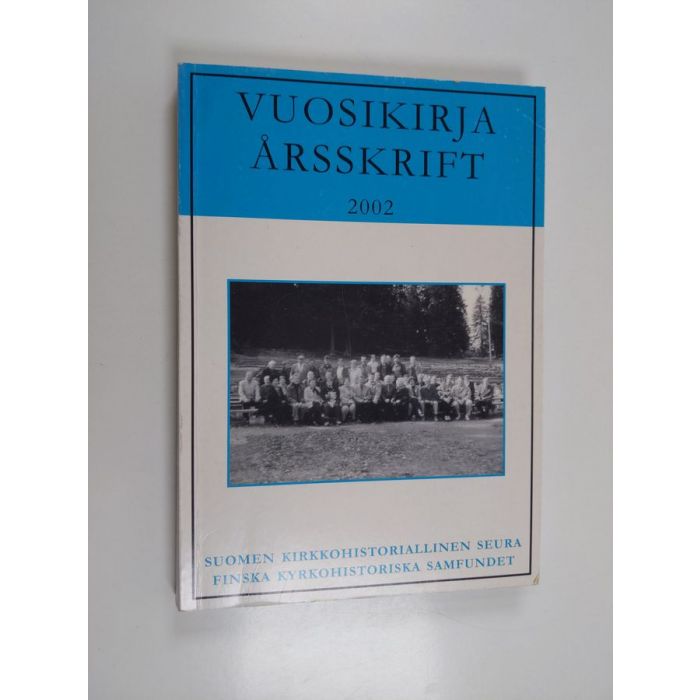 VUOSIKIRJA
ÅRSSKRIFT
2002
SUOMEN KIRKKOHISTORIALLINEN SEURA
FINSKA KYRKOHISTORISKA SAMFUNDET